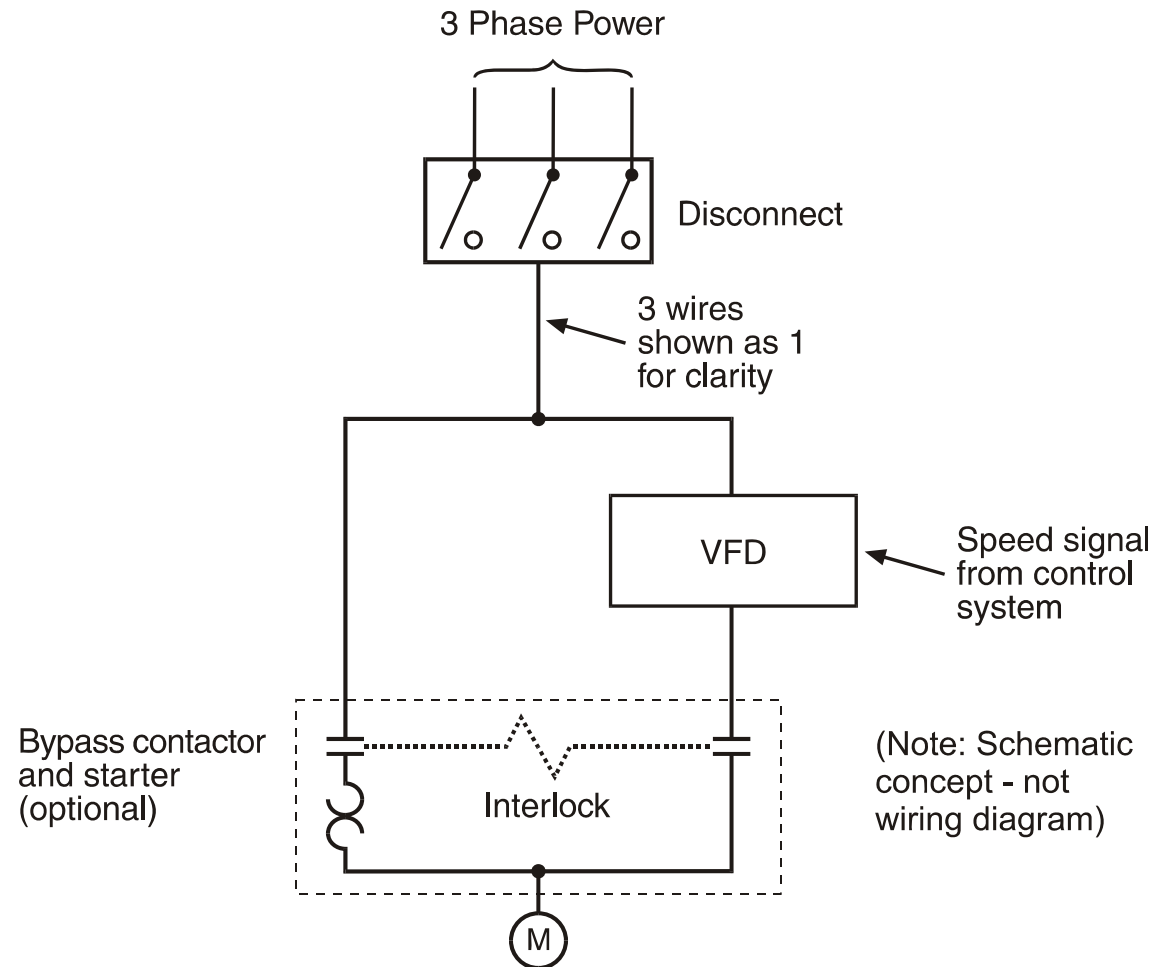 3 Phase Power
Disconnect
3 wires
shown as 1
for clarity
VFD
Speed signal
from control
system
Bypass contactor
and starter
(optional)
Interlock
(Note: Schematic
concept - not
wiring diagram)
M